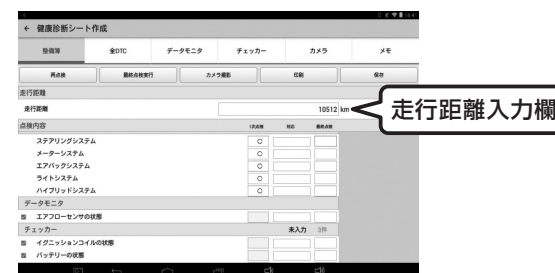 ← 健康診断シート作成
整備簿 全DTC データモニタ チェッカー カメラ メモ
再点検 最終点検実行 カメラ撮影 印刷 保存
走行距離
走行距離 10512 km
走行距離入力欄
点検内容 1次点検 対応 最終点検
ステアリングシステム ○
メーターシステム ○
エアバックシステム ○
ライトシステム ○
ハイブリッドシステム ○
データモニタ
エアフローセンサの状態
チェッカー 未入力 3件
イグニッションコイルの状態
バッテリーの状態